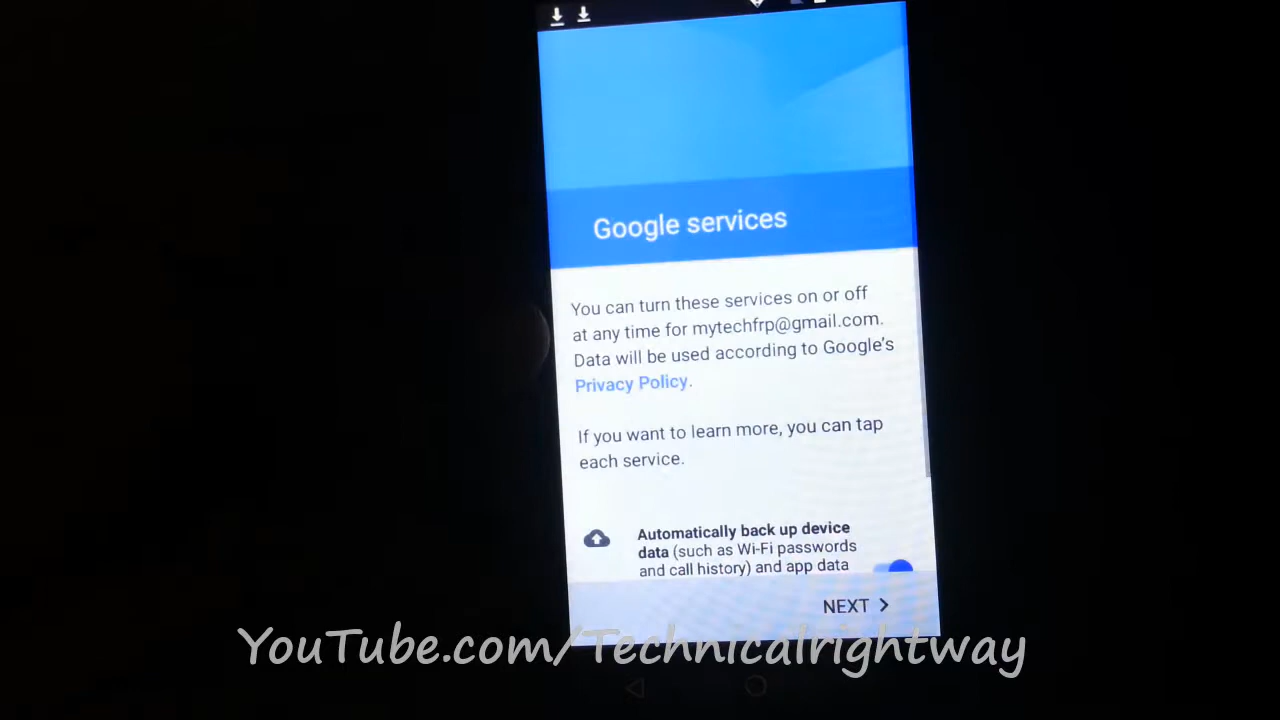 Google services
You can turn these services on or off
at any time for mytechfrp@gmail.com.
Data will be used according to Google's
Privacy Policy.
If you want to learn more, you can tap
each service.
Automatically back up device
data (such as Wi-Fi passwords
and call history) and app data
NEXT >
YouTube.com/Technicalrightway